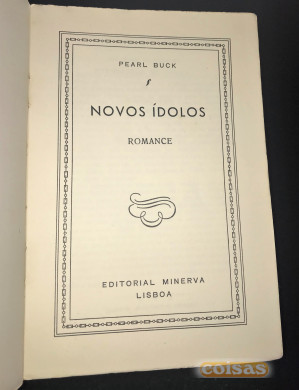 PEARL BUCK
NOVOS ÍDOLOS
ROMANCE
EDITORIAL MINERVA
LISBOA
coisas